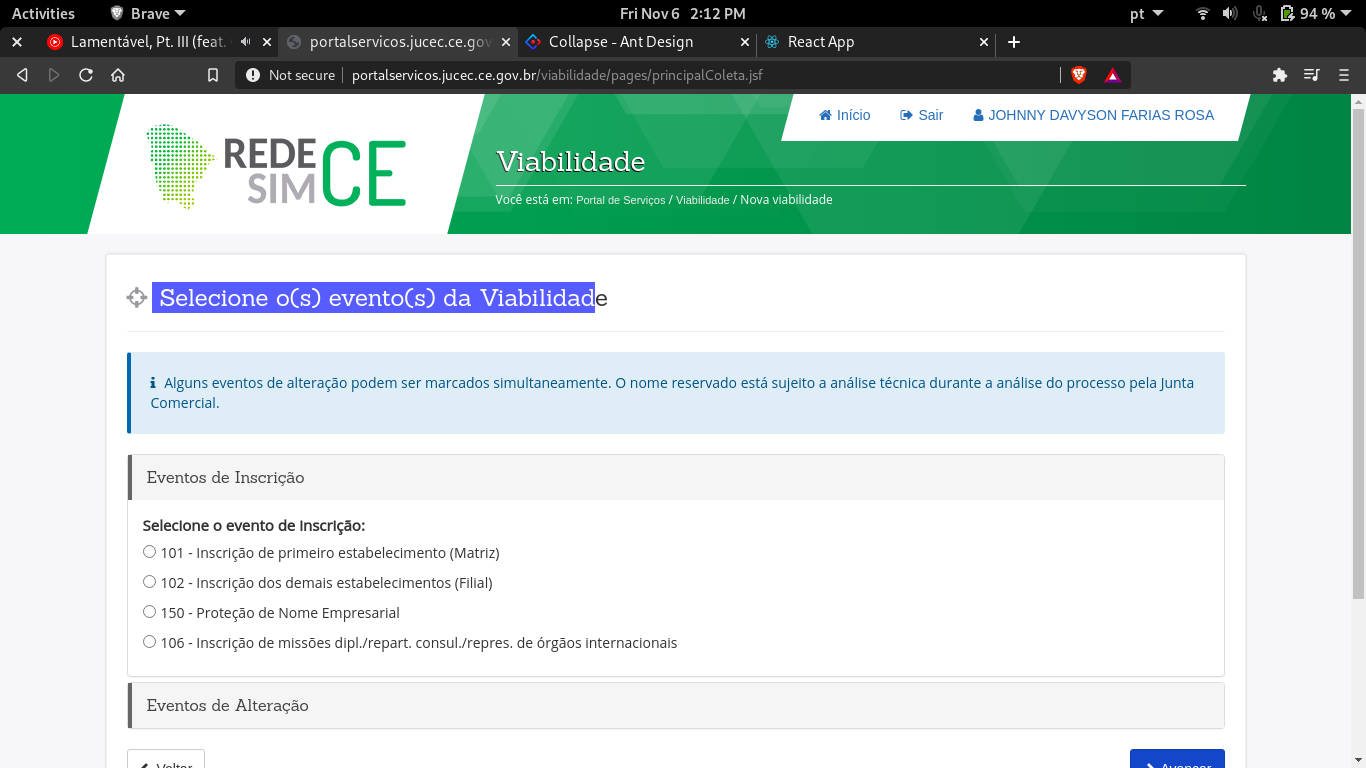 Activities Brave Fri Nov 6 2:12 PM pt 94 %
Lamentável, Pt. III (feat. portalservicos.jucec.ce.gov Collapse - Ant Design React App
Not secure portalservicos.jucec.ce.gov.br/viabilidade/pages/principalColeta.jsf
Início Sair JOHNNY DAVYSON FARIAS ROSA
REDE SIM CE
Viabilidade
Você está em: Portal de Serviços / Viabilidade / Nova viabilidade
Selecione o(s) evento(s) da Viabilidade
Alguns eventos de alteração podem ser marcados simultaneamente. O nome reservado está sujeito a análise técnica durante a análise do processo pela Junta
Comercial.
Eventos de Inscrição
Selecione o evento de inscrição:
101 - Inscrição de primeiro estabelecimento (Matriz)
102 - Inscrição dos demais estabelecimentos (Filial)
150 - Proteção de Nome Empresarial
106 - Inscrição de missões dipl./repart. consul./repres. de órgãos internacionais
Eventos de Alteração
Voltar Avançar